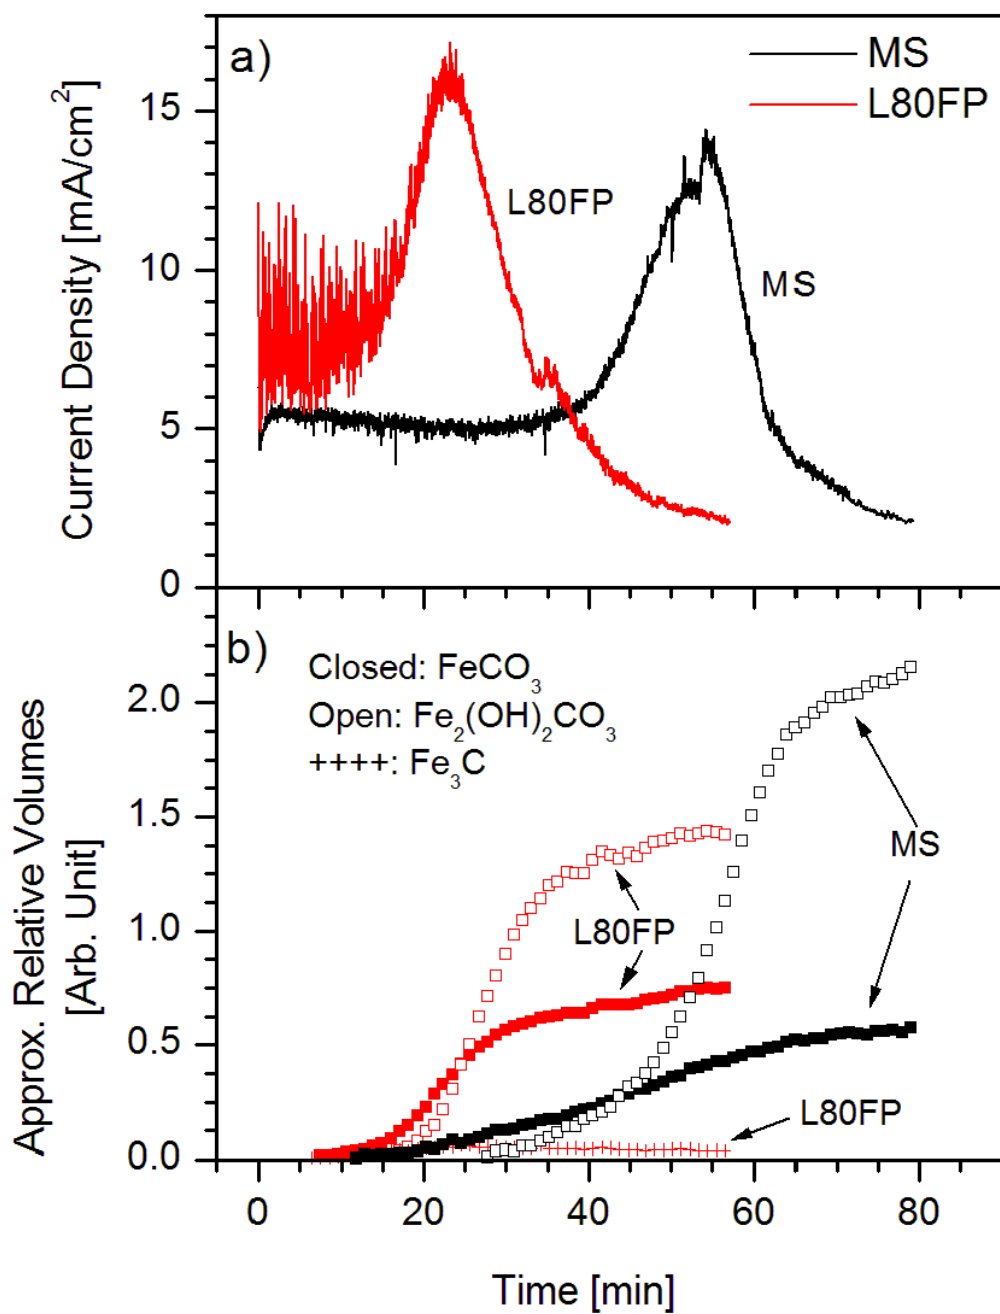 a)
MS
L80FP
L80FP
MS
Current Density [mA/cm²]
15
10
5
0
b)
Closed: FeCO₃
Open: Fe₂(OH)₂CO₃
++++: Fe₃C
MS
L80FP
L80FP
Approx. Relative Volumes
[Arb. Unit]
2.0
1.5
1.0
0.5
0.0
0 20 40 60 80
Time [min]